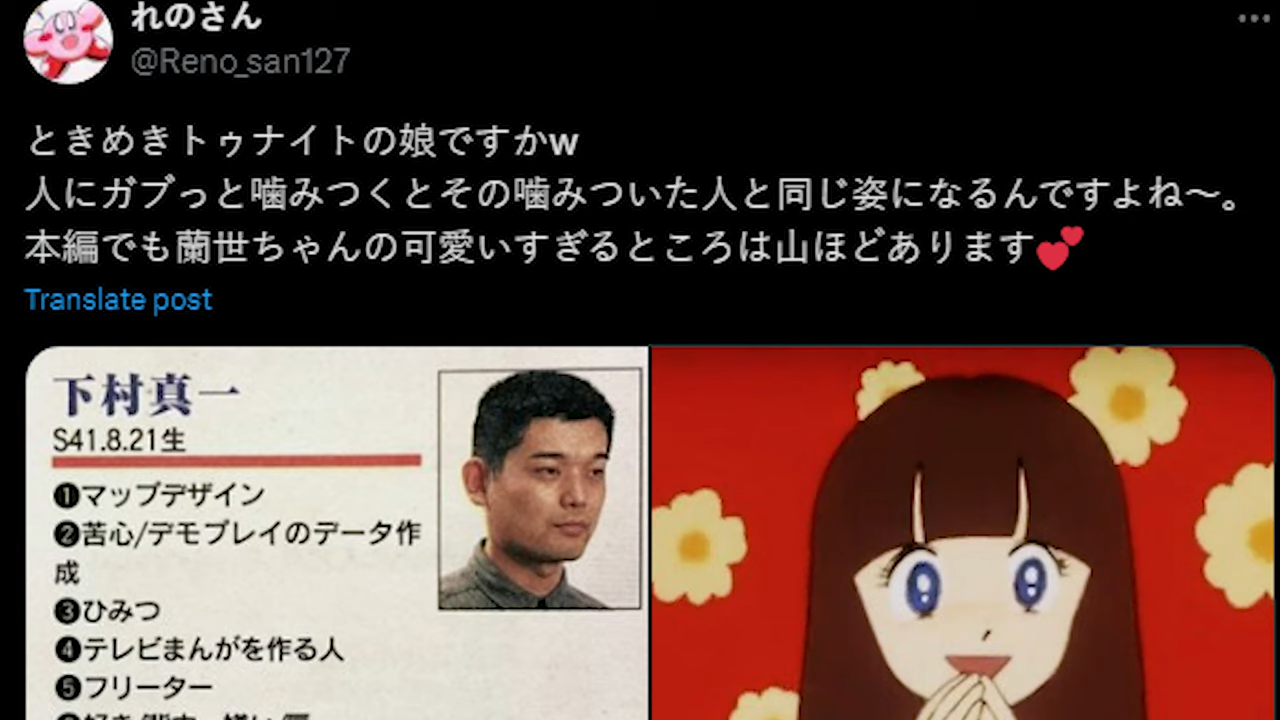 れのさん
@Reno_san127
ときめきトゥナイトの娘ですかw
人にガブっと噛みつくとその噛みついた人と同じ姿になるんですよね〜。
本編でも蘭世ちゃんの可愛いすぎるところは山ほどあります💕
Translate post
下村真一
S41.8.21生
❶マップデザイン
❷苦心/デモプレイのデータ作
成
❸ひみつ
❹テレビまんがを作る人
❺フリーター